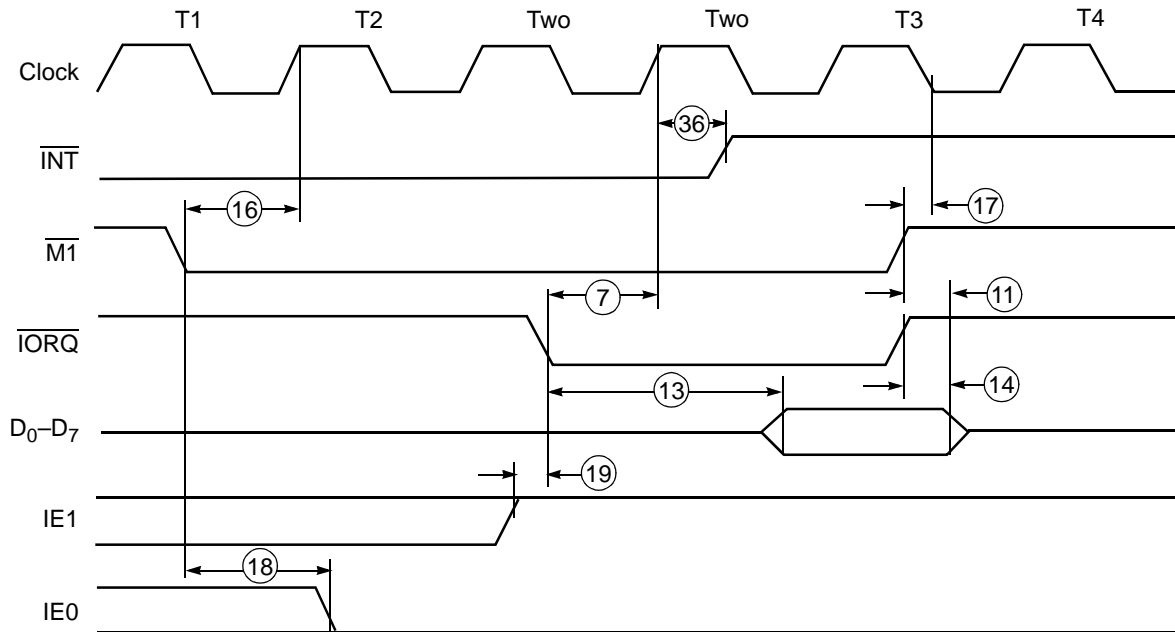 T1 T2 Two Two T3 T4
Clock
36
INT
16
17
M1
7
11
IORQ
13
14
D0–D7
19
IE1
18
IE0